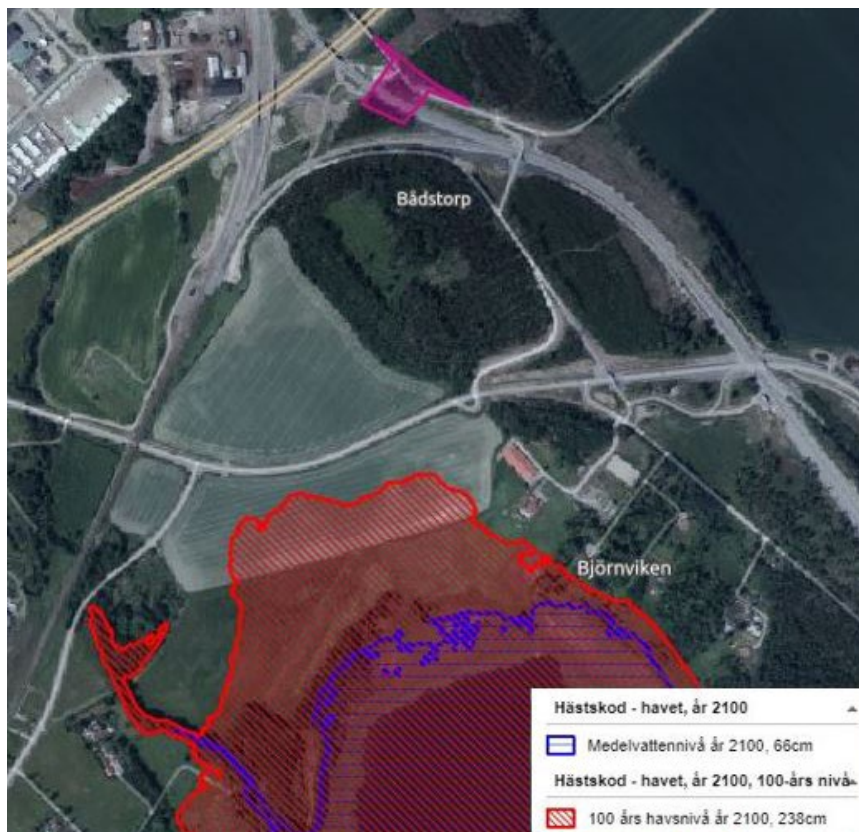 Bådstorp
Björnviken
Hästskod - havet, år 2100
Medelvattennivå år 2100, 66cm
Hästskod - havet, år 2100, 100-års nivå
100 års havsnivå år 2100, 238cm